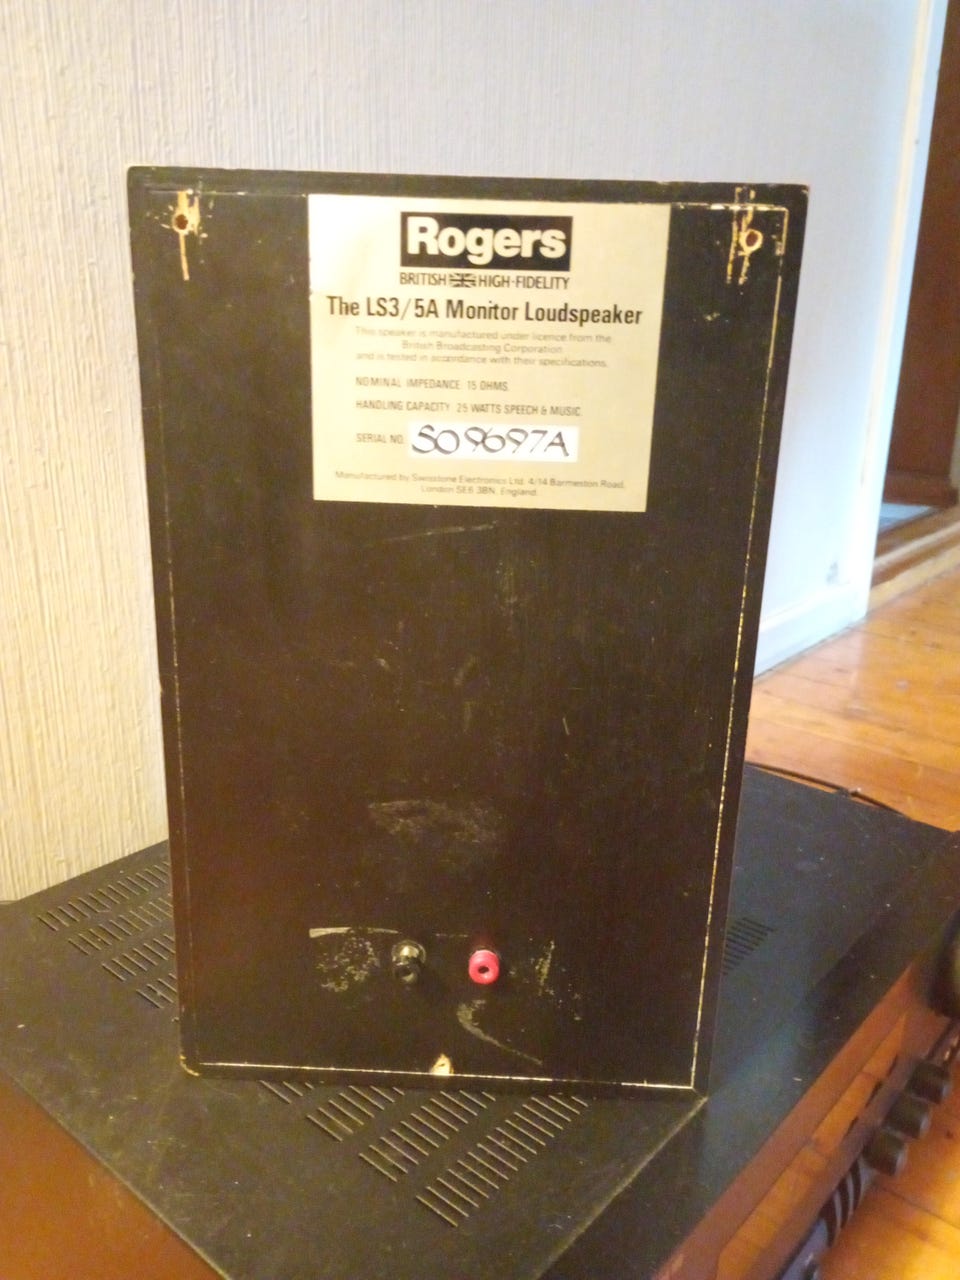 Rogers
BRITISH HIGH-FIDELITY
The LS3/5A Monitor Loudspeaker
This speaker is manufactured under licence from the
British Broadcasting Corporation
and is tested in accordance with their specifications.
NOMINAL IMPEDANCE 15 OHMS
HANDLING CAPACITY 25 WATTS SPEECH & MUSIC
SERIAL NO. SO9697A
Manufactured by Swisstone Electronics Ltd. 4/14 Barmeston Road,
London SE6 3BN, England.